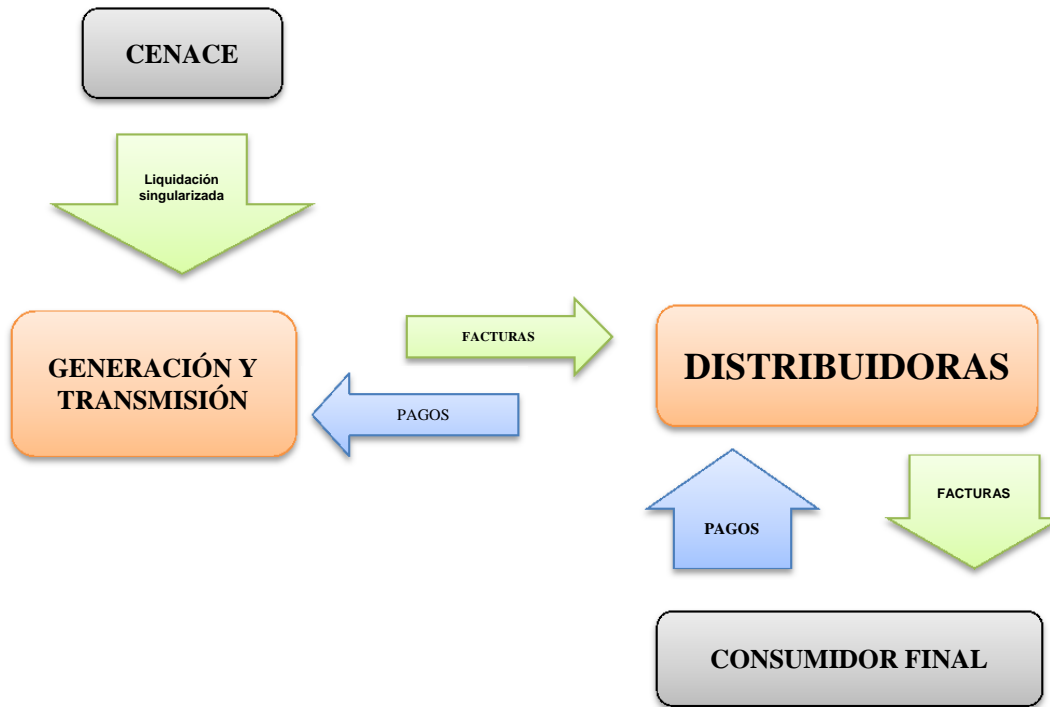 CENACE
Liquidación
singularizada
GENERACIÓN Y
TRANSMISIÓN
FACTURAS
PAGOS
DISTRIBUIDORAS
PAGOS
FACTURAS
CONSUMIDOR FINAL